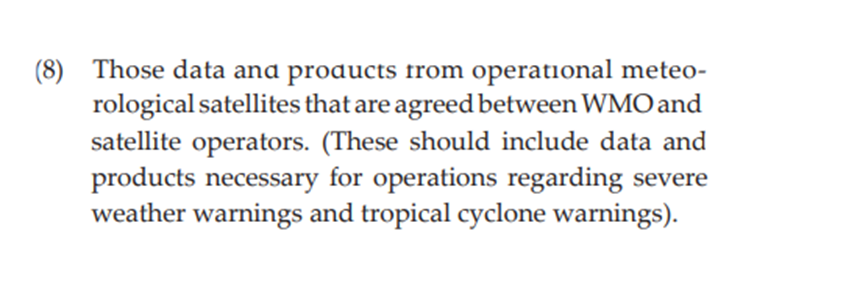 (8) Those data and products from operational meteo-
rological satellites that are agreed between WMO and
satellite operators. (These should include data and
products necessary for operations regarding severe
weather warnings and tropical cyclone warnings).